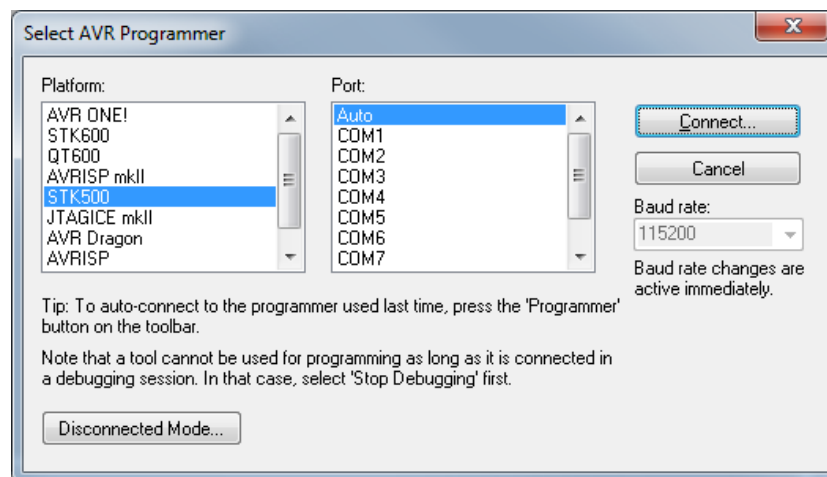 Select AVR Programmer
Platform:
AVR ONE!
STK600
QT600
AVRISP mkII
STK500
JTAGICE mkII
AVR Dragon
AVRISP
Port:
Auto
COM1
COM2
COM3
COM4
COM5
COM6
COM7
Connect...
Cancel
Baud rate:
115200
Baud rate changes are
active immediately.
Tip: To auto-connect to the programmer used last time, press the 'Programmer'
button on the toolbar.
Note that a tool cannot be used for programming as long as it is connected in
a debugging session. In that case, select 'Stop Debugging' first.
Disconnected Mode...